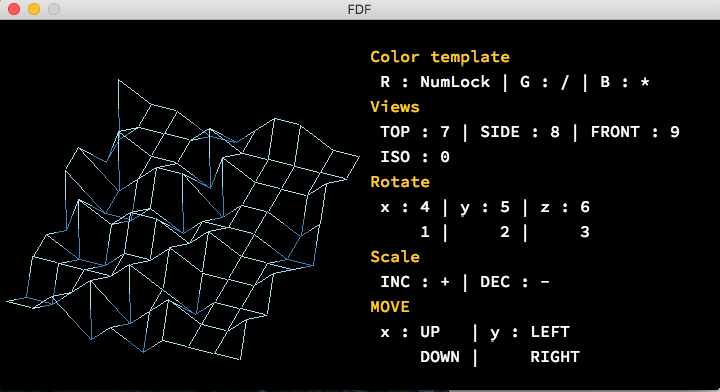 FDF
Color template
R : NumLock | G : / | B : *
Views
TOP : 7 | SIDE : 8 | FRONT : 9
ISO : 0
Rotate
x : 4 | y : 5 | z : 6
1 | 2 | 3
Scale
INC : + | DEC : -
MOVE
x : UP | y : LEFT
DOWN | RIGHT